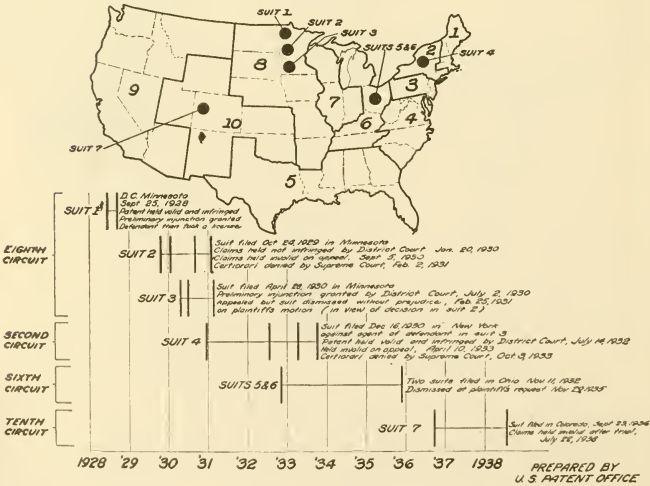 SUIT 1
SUIT 2
SUIT 3
SUITS 5&6
SUIT 4
1
2
3
4
5
6
7
8
9
10
SUIT 7
EIGHTH
CIRCUIT
SUIT 1
D.C. Minnesota
Sept 25, 1928
Patent held valid and infringed
Preliminary injunction granted
Defendant then took a license
SUIT 2
Suit filed Oct 24, 1929 in Minnesota
Claims held not infringed by District Court Jan. 20, 1930
Claims held invalid on appeal, Sept 5, 1930
Certiorari denied by Supreme Court, Feb. 2, 1931
SUIT 3
Suit filed April 28, 1930 in Minnesota
Preliminary injunction granted by District Court, July 2, 1930
Appealed but suit dismissed without prejudice, Feb. 25, 1931
on plaintiff's motion (in view of decision in suit 2)
SECOND
CIRCUIT
SUIT 4
Suit filed Dec 16, 1930 in New York
against agent of defendant in suit 3
Patent held valid and infringed by District Court, July 14, 1932
Held invalid on appeal, April 10, 1933
Certiorari denied by Supreme Court, Oct 3, 1933
SIXTH
CIRCUIT
SUITS 5&6
Two suits filed in Ohio Nov 11, 1932
Dismissed at plaintiff's request Nov 29 1935
TENTH
CIRCUIT
SUIT 7
Suit filed in Colorado, Sept 23, 1936
Claims held invalid after trial,
July 28, 1938
1928 '29 '30 '31 '32 '33 '34 '35 '36 '37 1938
PREPARED BY
U.S. PATENT OFFICE